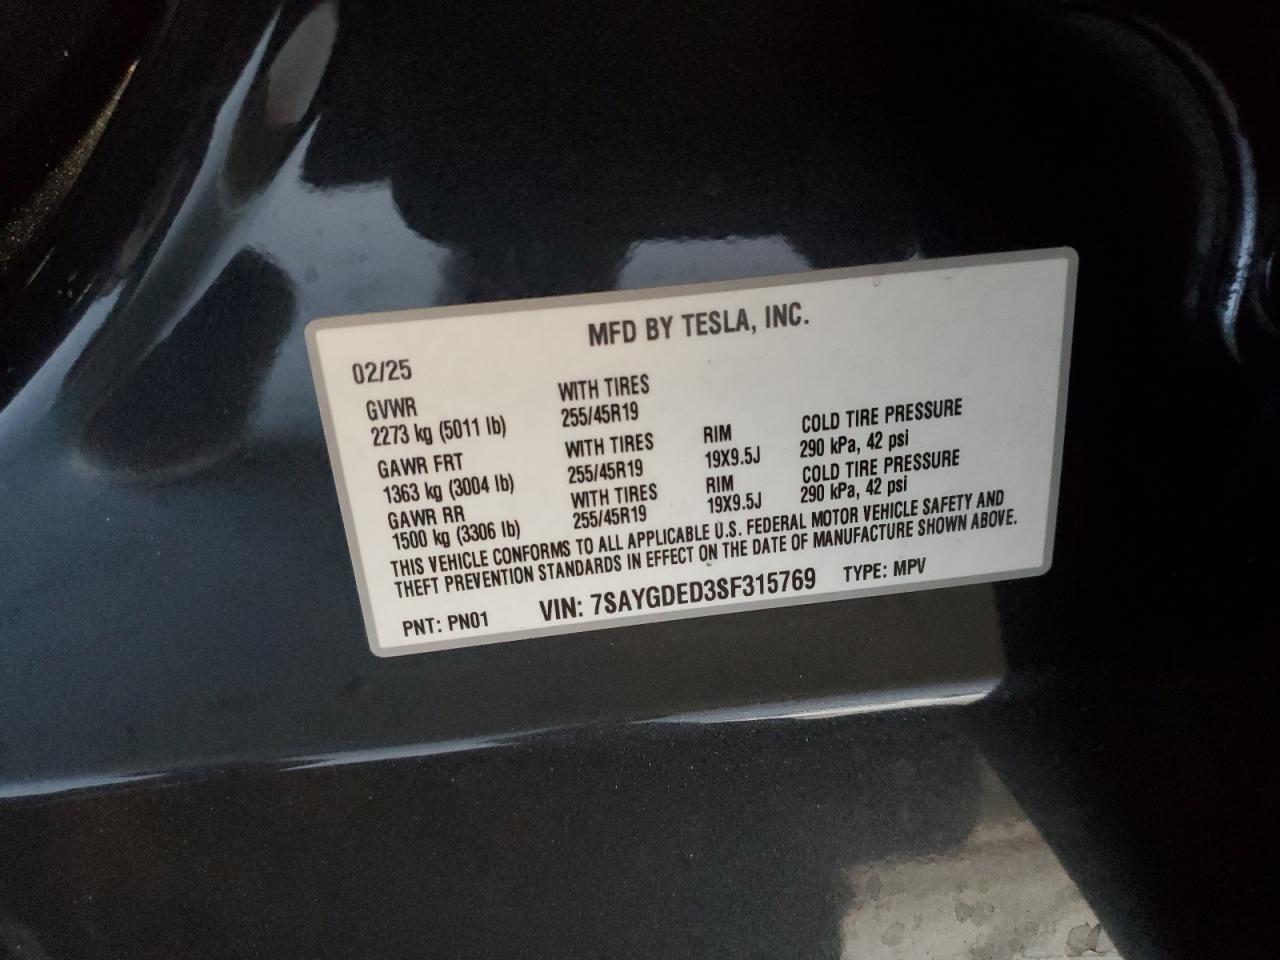 MFD BY TESLA, INC.
02/25
GVWR WITH TIRES
2273 kg (5011 lb) 255/45R19
GAWR FRT WITH TIRES RIM COLD TIRE PRESSURE
1363 kg (3004 lb) 255/45R19 19X9.5J 290 kPa, 42 psi
GAWR RR WITH TIRES RIM COLD TIRE PRESSURE
1500 kg (3306 lb) 255/45R19 19X9.5J 290 kPa, 42 psi
THIS VEHICLE CONFORMS TO ALL APPLICABLE U.S. FEDERAL MOTOR VEHICLE SAFETY AND
THEFT PREVENTION STANDARDS IN EFFECT ON THE DATE OF MANUFACTURE SHOWN ABOVE.
PNT: PN01 VIN: 7SAYGDED3SF315769 TYPE: MPV